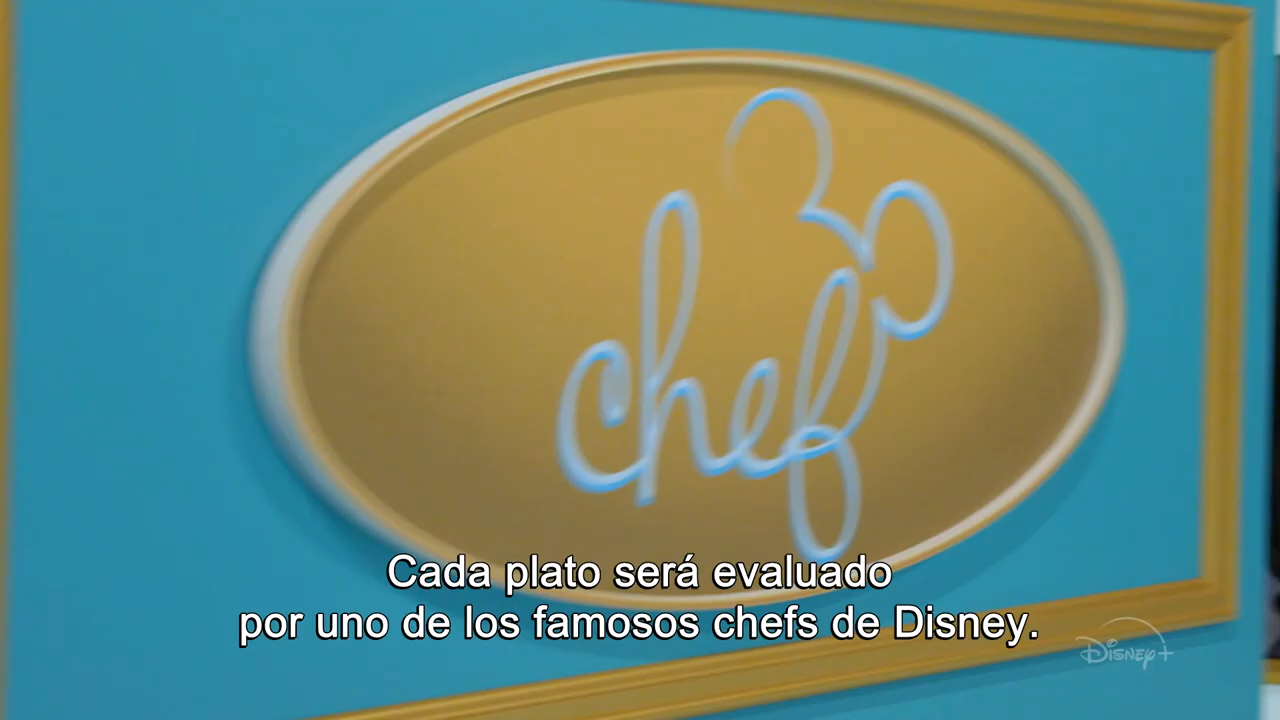 chef
Cada plato será evaluado
por uno de los famosos chefs de Disney.
Disney+